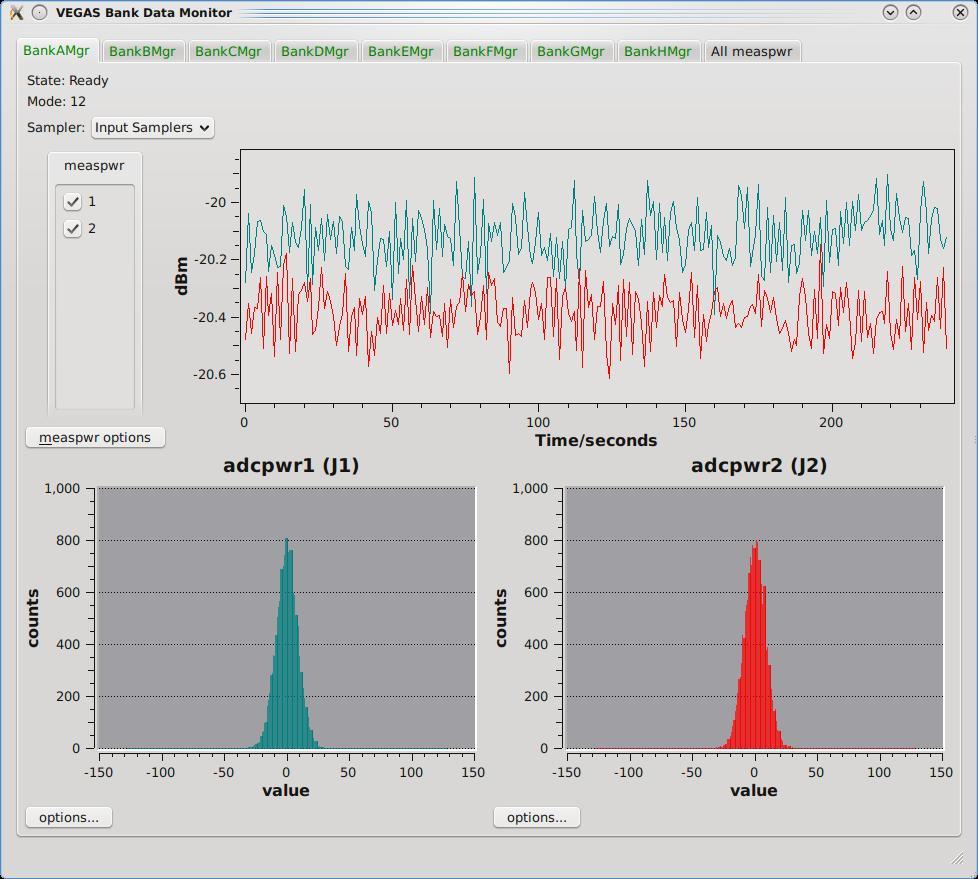 VEGAS Bank Data Monitor
BankAMgr BankBMgr BankCMgr BankDMgr BankEMgr BankFMgr BankGMgr BankHMgr All measpwr
State: Ready
Mode: 12
Sampler: Input Samplers
measpwr
1
2
measpwr options
dBm
-20
-20.2
-20.4
-20.6
0 50 100 150 200
Time/seconds
adcpwr1 (J1)
counts
1,000
800
600
400
200
0
-150 -100 -50 0 50 100 150
value
options...
adcpwr2 (J2)
counts
1,000
800
600
400
200
0
-150 -100 -50 0 50 100 150
value
options...